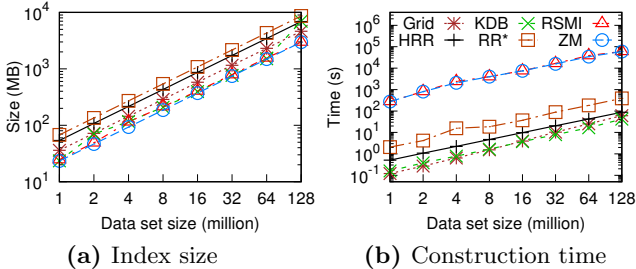 Size (MB)
10^4
10^3
10^2
10^1
1 2 4 8 16 32 64 128
Data set size (million)
(a) Index size
Time (s)
10^6
10^5
10^4
10^3
10^2
10^1
10^0
10^-1
Grid KDB RSMI
HRR RR* ZM
1 2 4 8 16 32 64 128
Data set size (million)
(b) Construction time